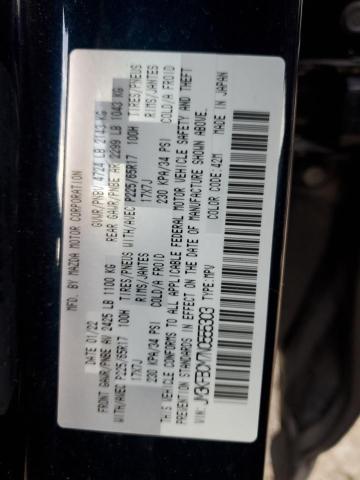 MFD. BY MAZDA MOTOR CORPORATION
DATE 01/22 GVWR/PNBV 4724 LB 2143 KG
FRONT GAWR/PNBE AV 2425 LB 1100 KG REAR GAWR/PNBE AR 2299 LB 1043 KG
WITH/AVEC P225/65R17 100H TIRES/PNEUS WITH/AVEC P225/65R17 100H TIRES/PNEUS
17X7J RIMS/JANTES 17X7J RIMS/JANTES
230 KPA/34 PSI COLD/A FROID 230 KPA/34 PSI COLD/A FROID
THIS VEHICLE CONFORMS TO ALL APPLICABLE FEDERAL MOTOR VEHICLE SAFETY AND THEFT
PREVENTION STANDARDS IN EFFECT ON THE DATE OF MANUFACTURE SHOWN ABOVE.
TYPE: MPV COLOR CODE: 42M MADE IN JAPAN